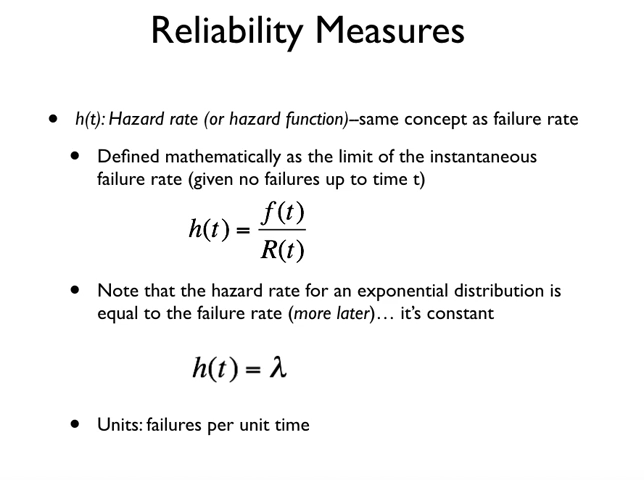 Reliability Measures
• h(t): Hazard rate (or hazard function)–same concept as failure rate
• Defined mathematically as the limit of the instantaneous
failure rate (given no failures up to time t)
h(t) = f(t) / R(t)
• Note that the hazard rate for an exponential distribution is
equal to the failure rate (more later)… it's constant
h(t) = λ
• Units: failures per unit time